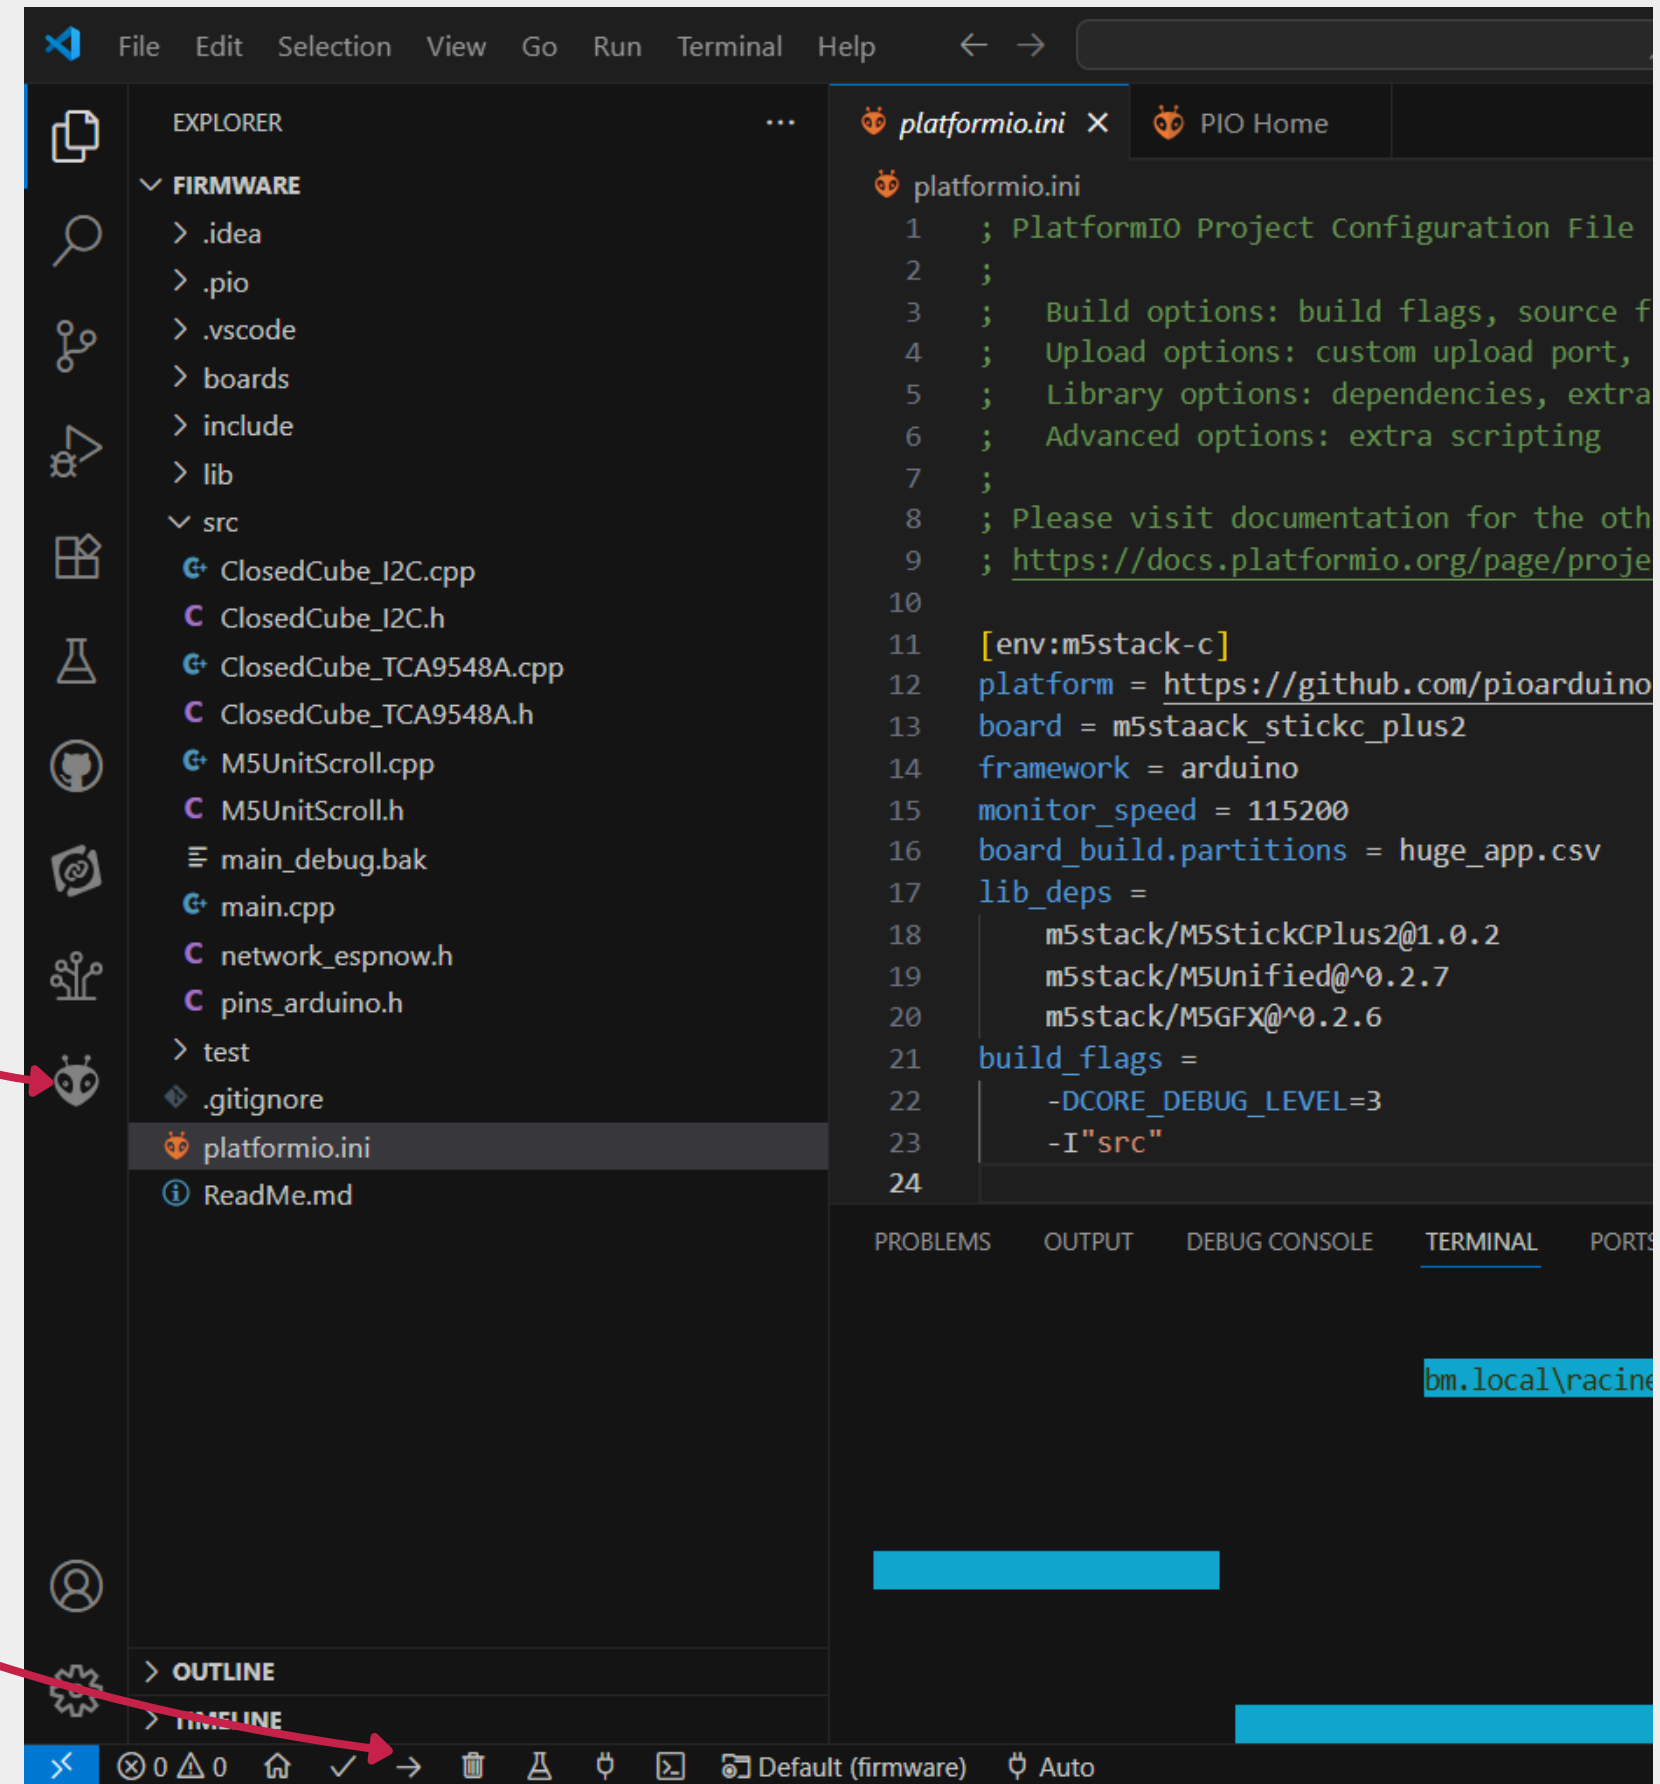 File Edit Selection View Go Run Terminal Help
EXPLORER
FIRMWARE
.idea
.pio
.vscode
boards
include
lib
src
ClosedCube_I2C.cpp
ClosedCube_I2C.h
ClosedCube_TCA9548A.cpp
ClosedCube_TCA9548A.h
M5UnitScroll.cpp
M5UnitScroll.h
main_debug.bak
main.cpp
network_espnow.h
pins_arduino.h
test
.gitignore
platformio.ini
ReadMe.md
OUTLINE
TIMELINE
platformio.ini PIO Home
platformio.ini
1 ; PlatformIO Project Configuration File
2 ;
3 ; Build options: build flags, source f
4 ; Upload options: custom upload port,
5 ; Library options: dependencies, extra
6 ; Advanced options: extra scripting
7 ;
8 ; Please visit documentation for the oth
9 ; https://docs.platformio.org/page/proje
10
11 [env:m5stack-c]
12 platform = https://github.com/pioarduino
13 board = m5staack_stickc_plus2
14 framework = arduino
15 monitor_speed = 115200
16 board_build.partitions = huge_app.csv
17 lib_deps =
18 m5stack/M5StickCPlus2@1.0.2
19 m5stack/M5Unified@^0.2.7
20 m5stack/M5GFX@^0.2.6
21 build_flags =
22 -DCORE_DEBUG_LEVEL=3
23 -I"src"
24
PROBLEMS OUTPUT DEBUG CONSOLE TERMINAL PORTS
bm.local\racine
0 0 Default (firmware) Auto